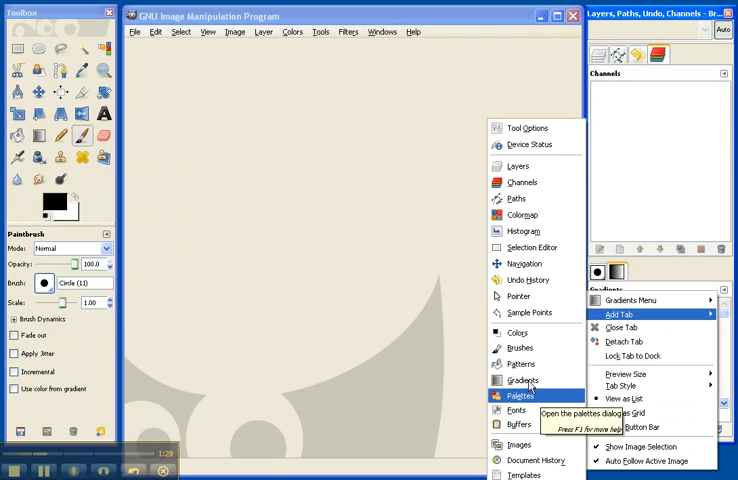 Toolbox
GNU Image Manipulation Program
Layers, Paths, Undo, Channels - Br...
File Edit Select View Image Layer Colors Tools Filters Windows Help
Auto
Channels
Tool Options
Device Status
Layers
Channels
Paths
Colormap
Histogram
Selection Editor
Navigation
Undo History
Pointer
Sample Points
Colors
Brushes
Patterns
Gradients
Palettes
Fonts
Buffers
Images
Document History
Templates
Open the palettes dialog
Press F1 for more help
Gradients Menu
Add Tab
Close Tab
Detach Tab
Lock Tab to Dock
Preview Size
Tab Style
View as List
as Grid
Button Bar
Show Image Selection
Auto Follow Active Image
Paintbrush
Mode: Normal
Opacity: 100.0
Brush: Circle (11)
Scale: 1.00
Brush Dynamics
Fade out
Apply Jitter
Incremental
Use color from gradient
1:29